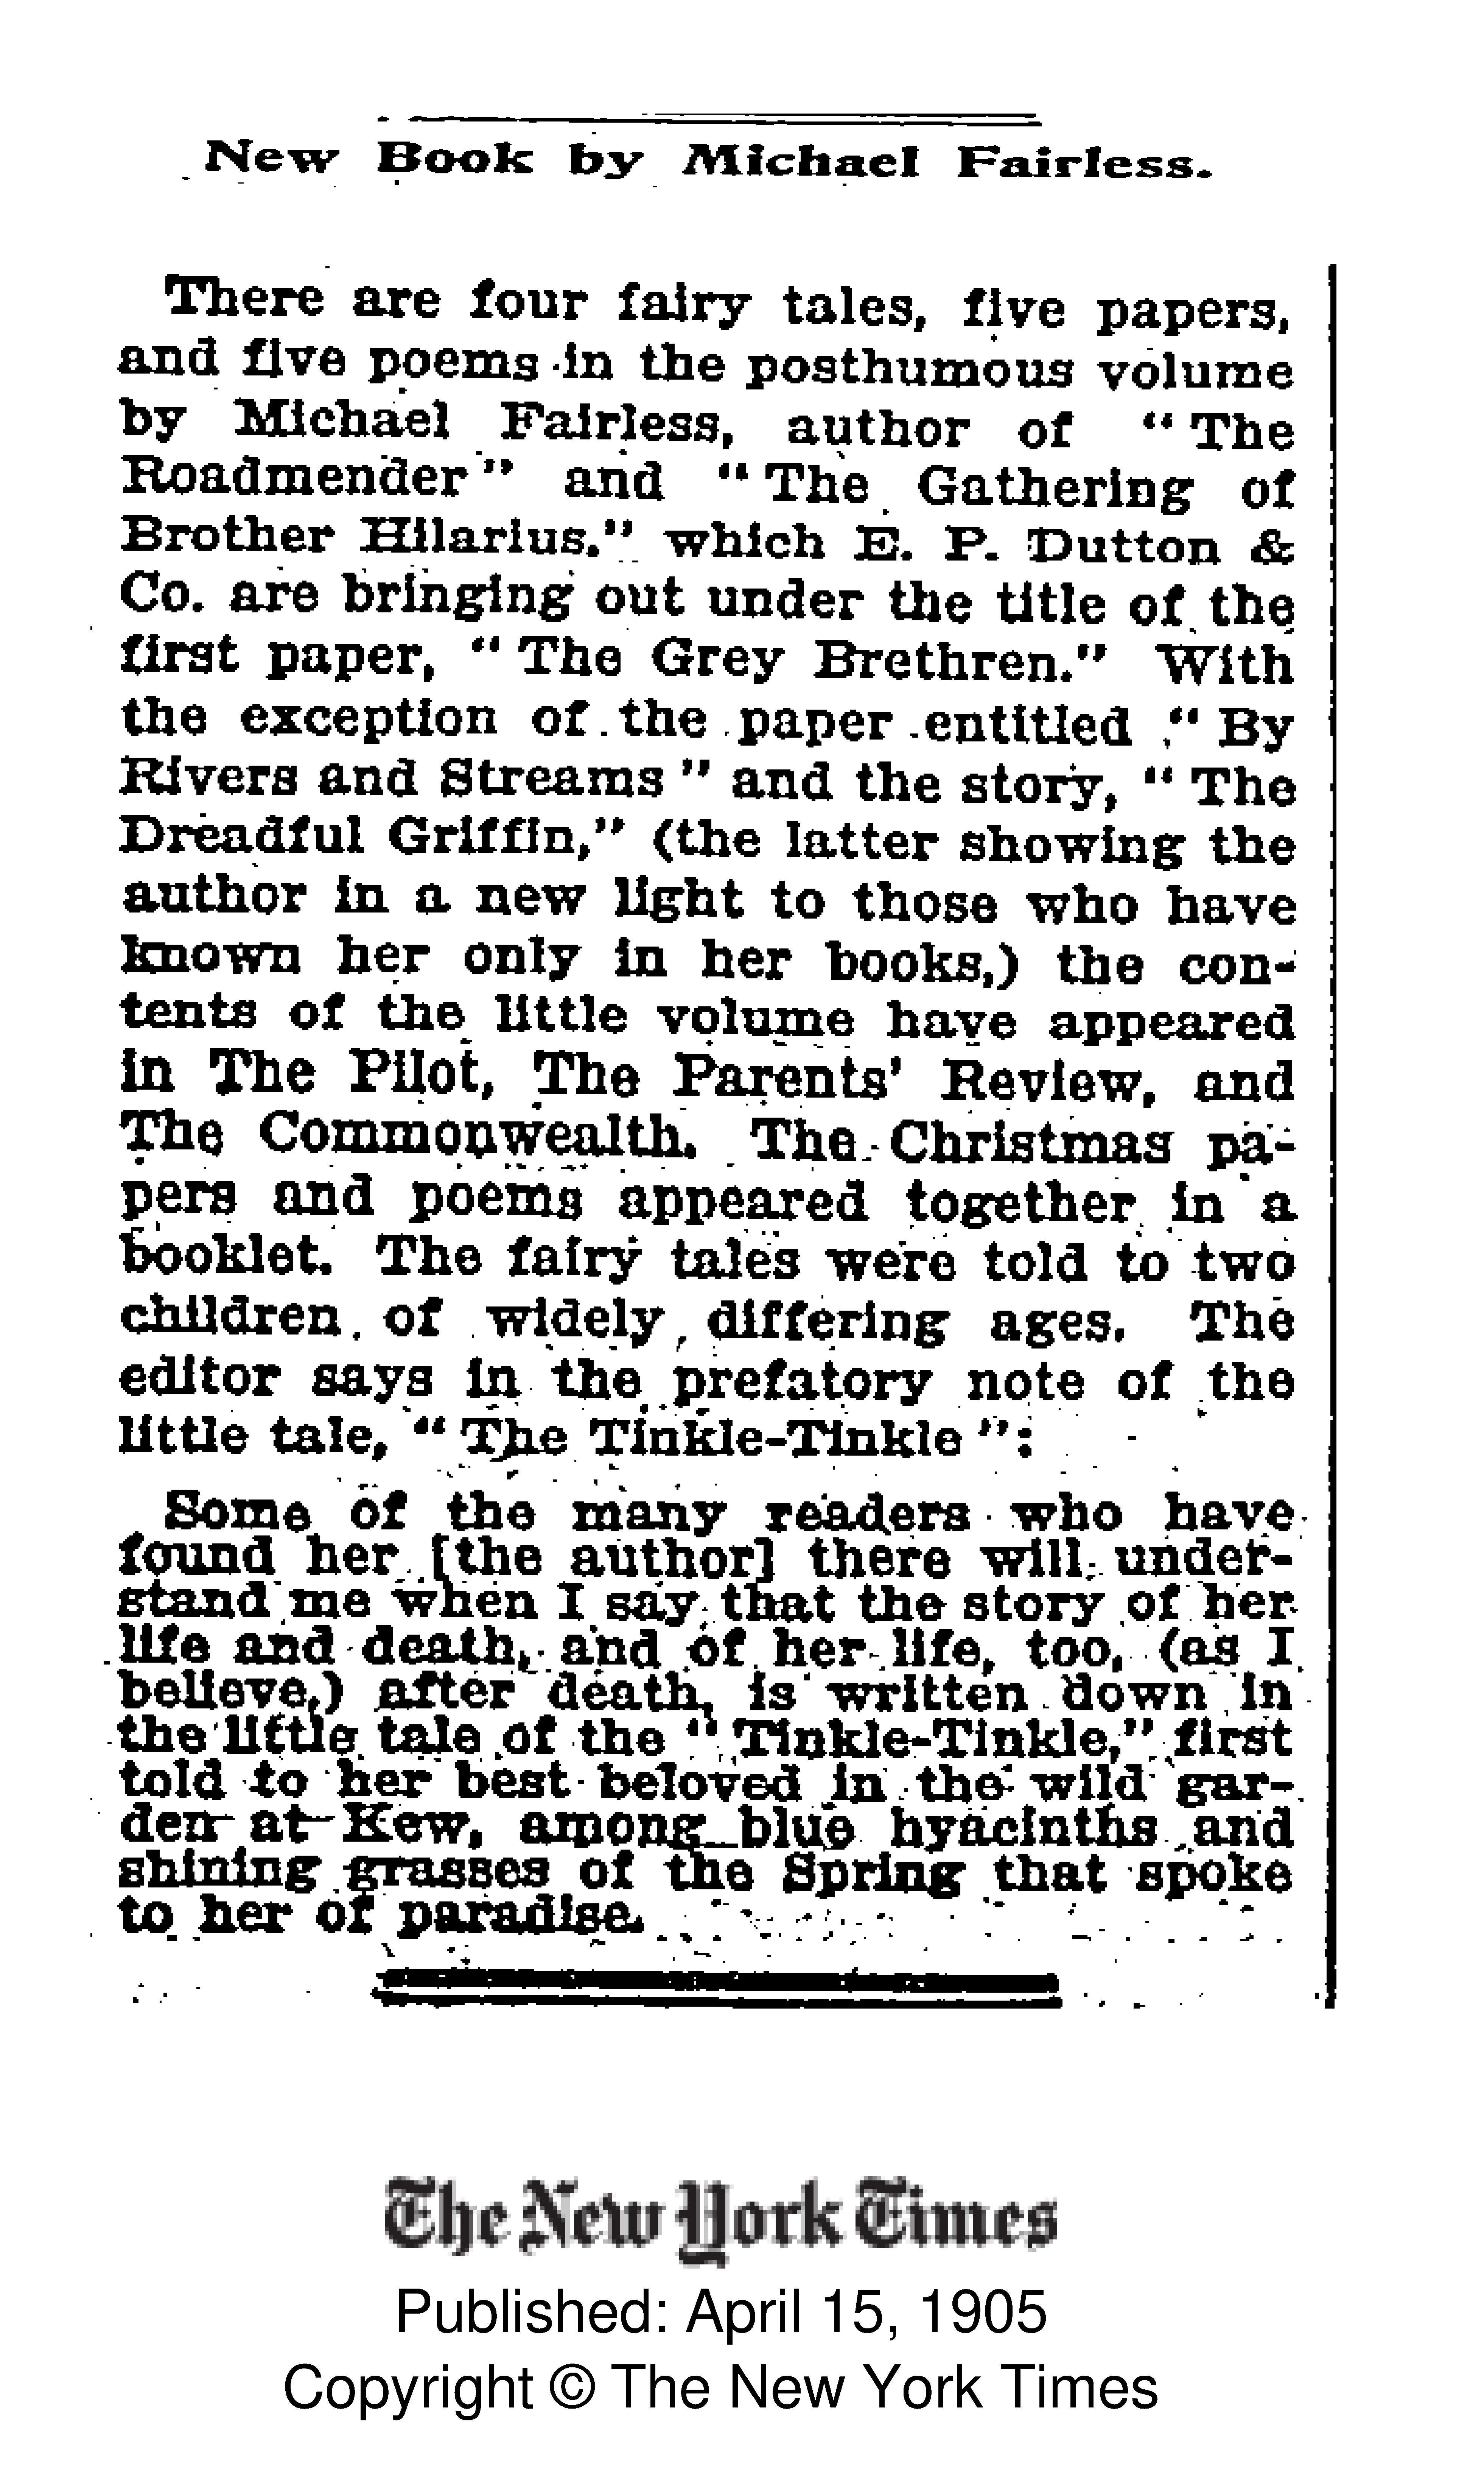 New Book by Michael Fairless.
There are four fairy tales, five papers,
and five poems in the posthumous volume
by Michael Fairless, author of " The
Roadmender " and " The Gathering of
Brother Hilarius." which E. P. Dutton &
Co. are bringing out under the title of the
first paper, " The Grey Brethren." With
the exception of the paper entitled " By
Rivers and Streams " and the story, " The
Dreadful Griffin," (the latter showing the
author in a new light to those who have
known her only in her books,) the con-
tents of the little volume have appeared
in The Pilot, The Parents' Review, and
The Commonwealth. The Christmas pa-
pers and poems appeared together in a
booklet. The fairy tales were told to two
children of widely differing ages. The
editor says in the prefatory note of the
little tale, " The Tinkle-Tinkle ":
Some of the many readers who have
found her [the author] there will under-
stand me when I say that the story of her
life and death, and of her life, too, (as I
believe,) after death, is written down in
the little tale of the " Tinkle-Tinkle," first
told to her best beloved in the wild gar-
den at Kew, among blue hyacinths and
shining grasses of the Spring that spoke
to her of paradise.
The New York Times
Published: April 15, 1905
Copyright © The New York Times